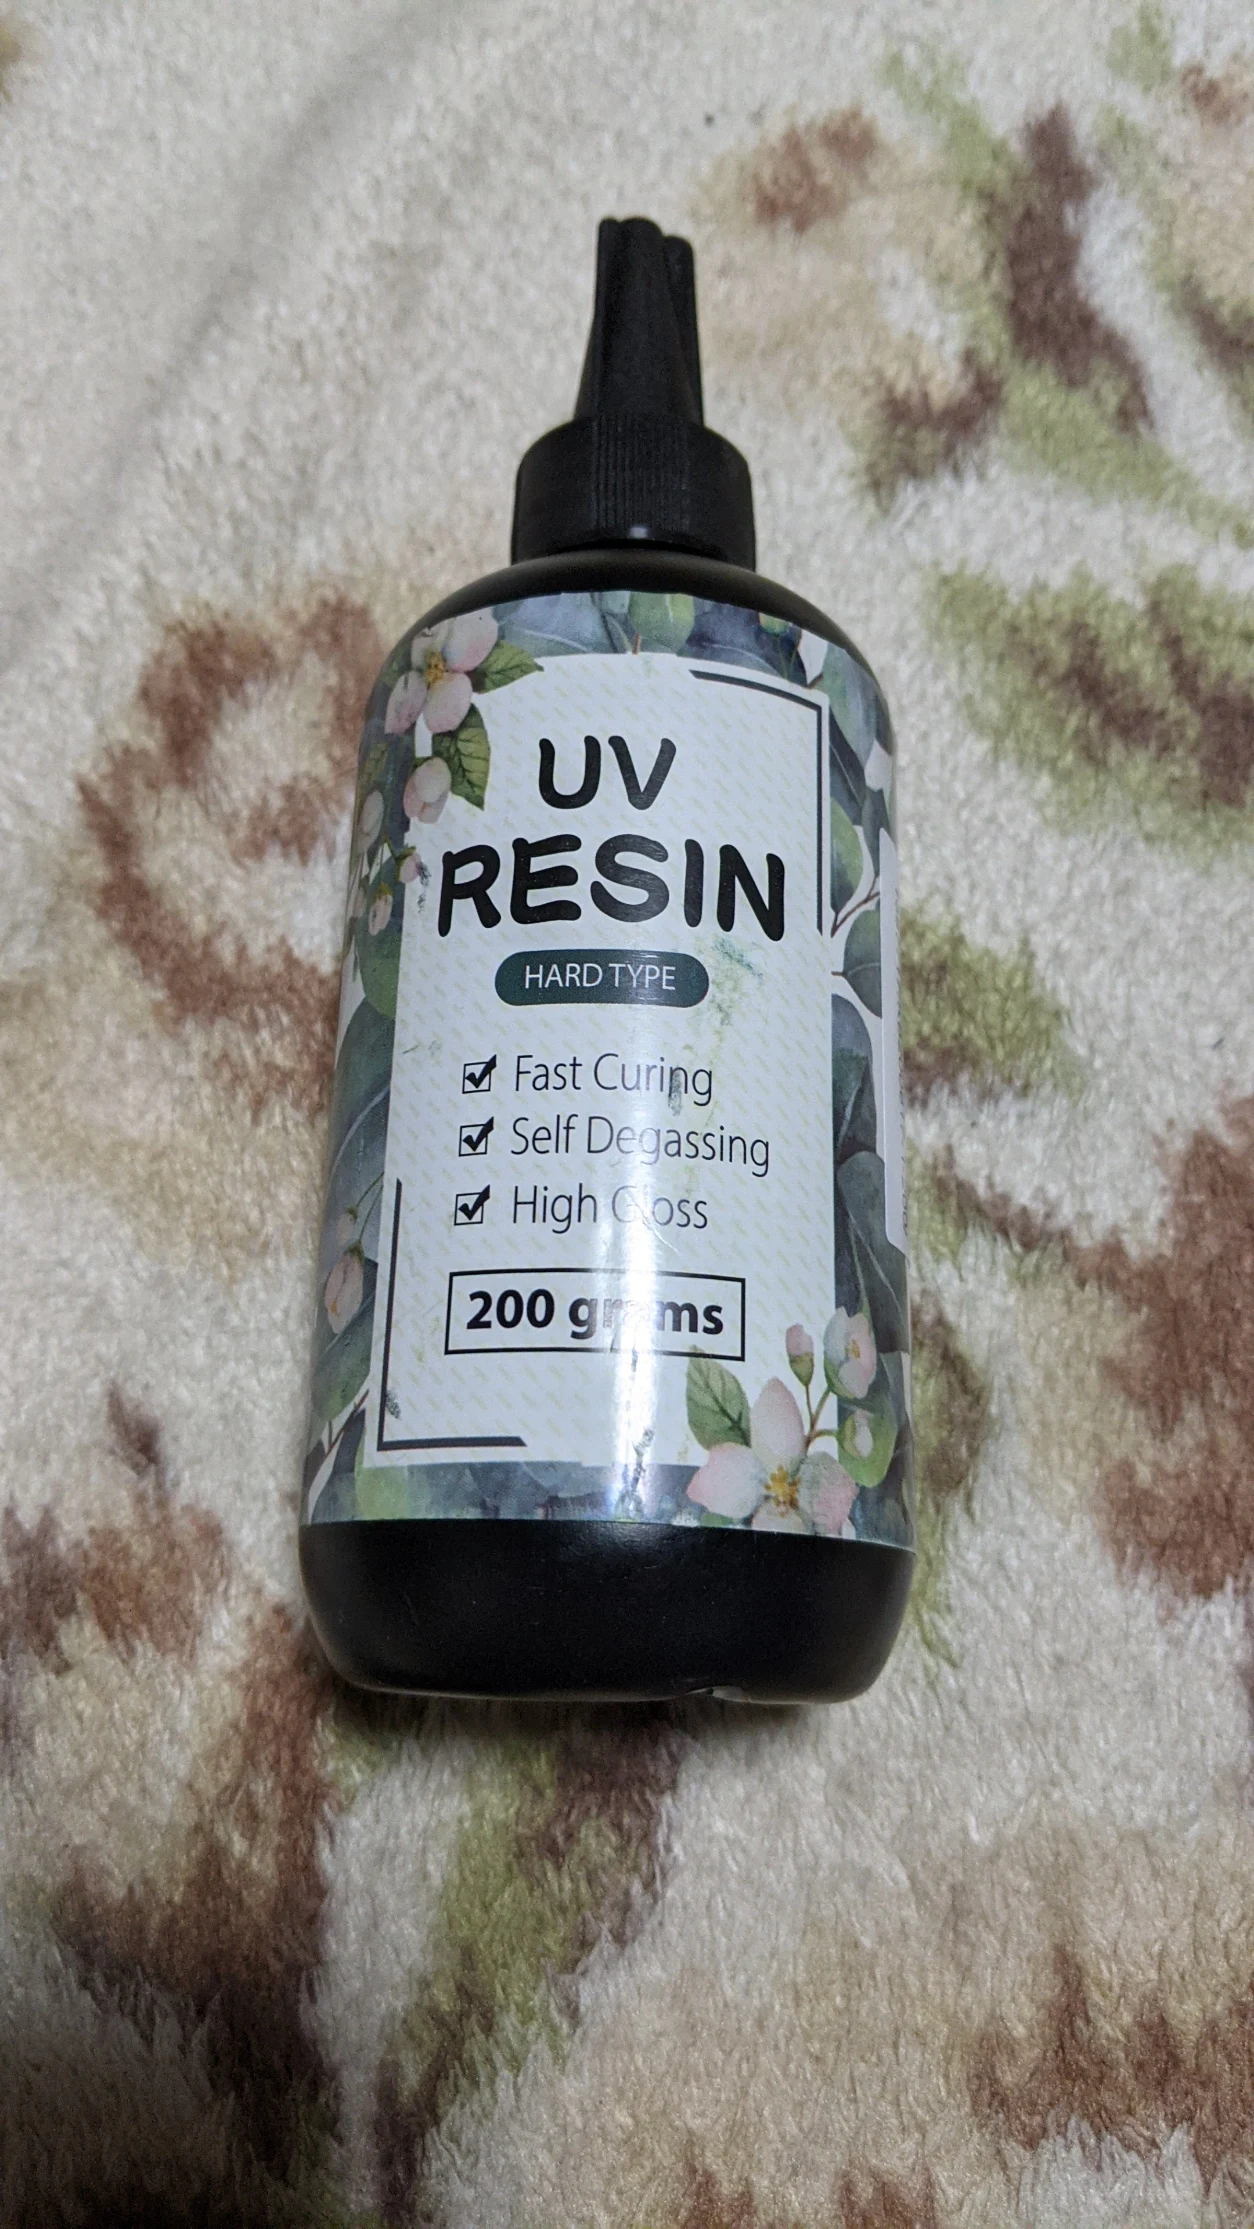 UV
RESIN
HARD TYPE
Fast Curing
Self Degassing
High Gloss
200 grams